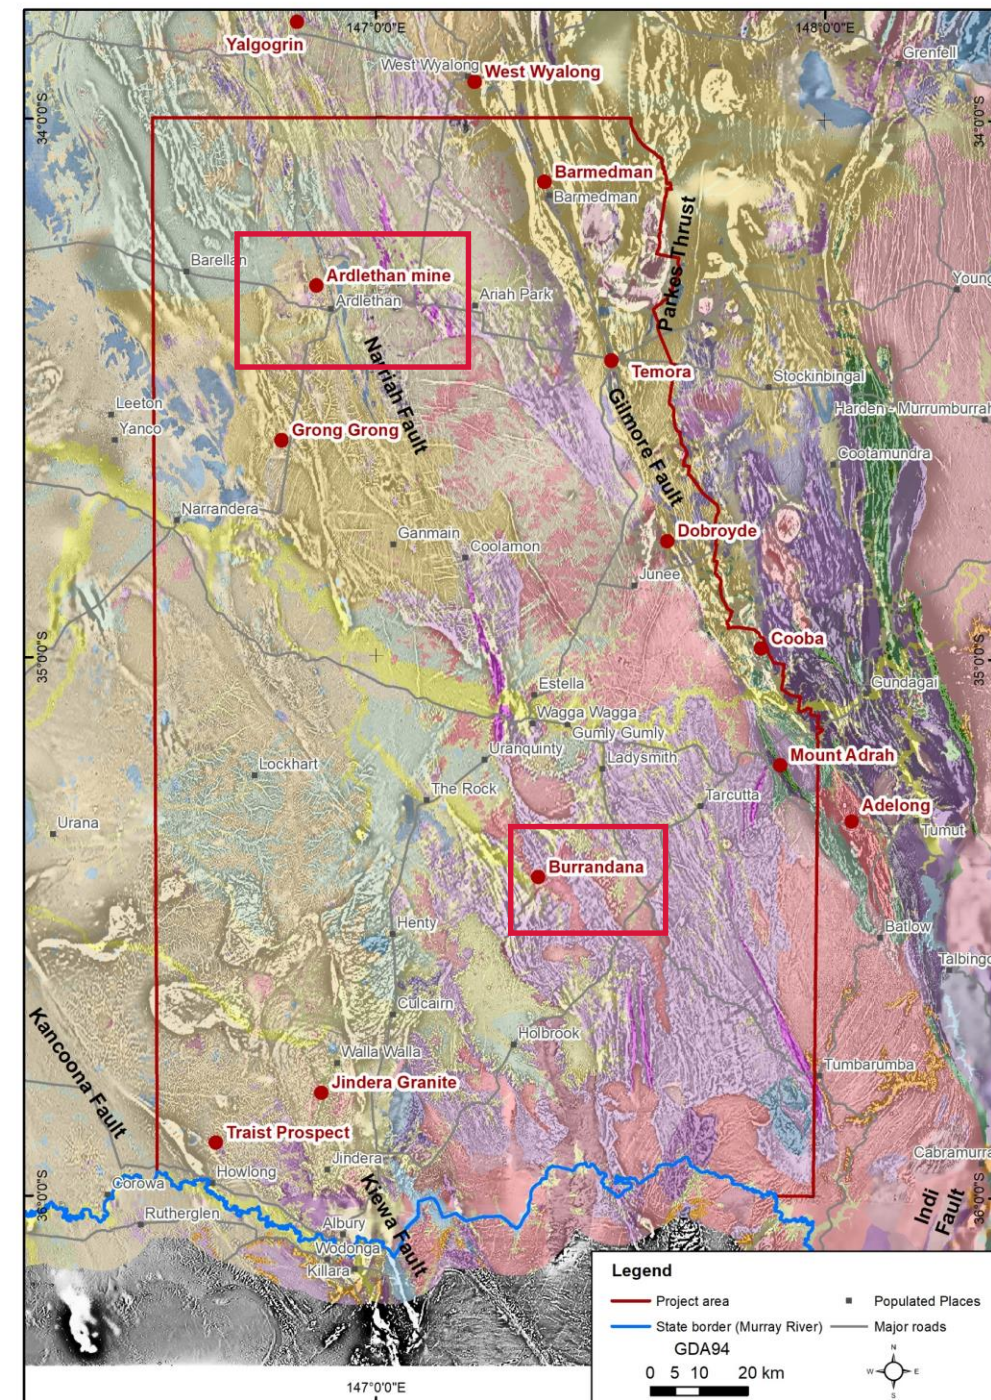 147°0'0"E
148°0'0"E
Yalgogrin
Grenfell
West Wyalong
West Wyalong
34°0'0"S
34°0'0"S
Barmedman
Barmedman
Parkes Thrust
Barellan
Ardlethan mine
Young
Ardlethan
Ariah Park
Narriah Fault
Temora
Stockinbingal
Gilmore Fault
Leeton
Harden - Murrumburrah
Yanco
Grong Grong
Cootamundra
Narrandera
Ganmain
Coolamon
Dobroyde
Junee
35°0'0"S
35°0'0"S
Cooba
Estella
Gundagai
Wagga Wagga
Gumly Gumly
Uranquinty
Ladysmith
Mount Adrah
Lockhart
The Rock
Tarcutta
Adelong
Urana
Tumut
Burrandana
Henty
Batlow
Talbingo
Culcairn
Kancoona Fault
Holbrook
Walla Walla
Tumbarumba
Jindera Granite
Traist Prospect
Jindera
Cabramurra
Howlong
Corowa
Kiewa Fault
36°0'0"S
36°0'0"S
Indi Fault
Rutherglen
Albury
Wodonga
Killara
Legend
Project area
Populated Places
State border (Murray River)
Major roads
GDA94
0 5 10 20 km
N
W
E
S
147°0'0"E